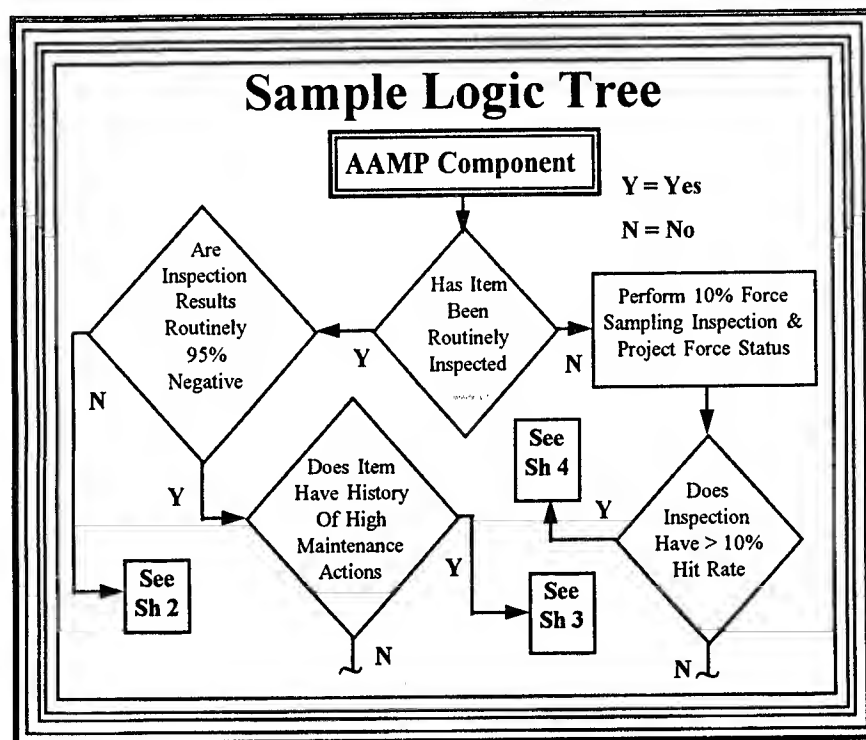 Sample Logic Tree
AAMP Component
Y = Yes
N = No
Are
Inspection
Results
Routinely
95%
Negative
Has Item
Been
Routinely
Inspected
Perform 10% Force
Sampling Inspection &
Project Force Status
Y
N
N
Y
Does Item
Have History
Of High
Maintenance
Actions
See
Sh 4
Y
Does
Inspection
Have > 10%
Hit Rate
See
Sh 2
Y
See
Sh 3
N
N